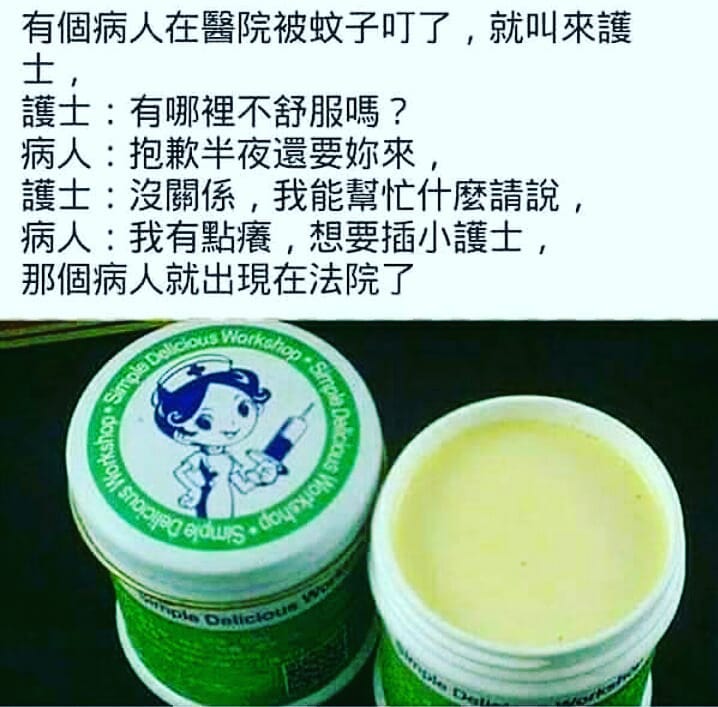 有個病人在醫院被蚊子叮了，就叫來護
士，
護士：有哪裡不舒服嗎？
病人：抱歉半夜還要妳來，
護士：沒關係，我能幫忙什麼請說，
病人：我有點癢，想要插小護士，
那個病人就出現在法院了
Simple Delicious Workshop • Simple Delicious Workshop • Simple Delicious Workshop •
Simple Delicious
Simple